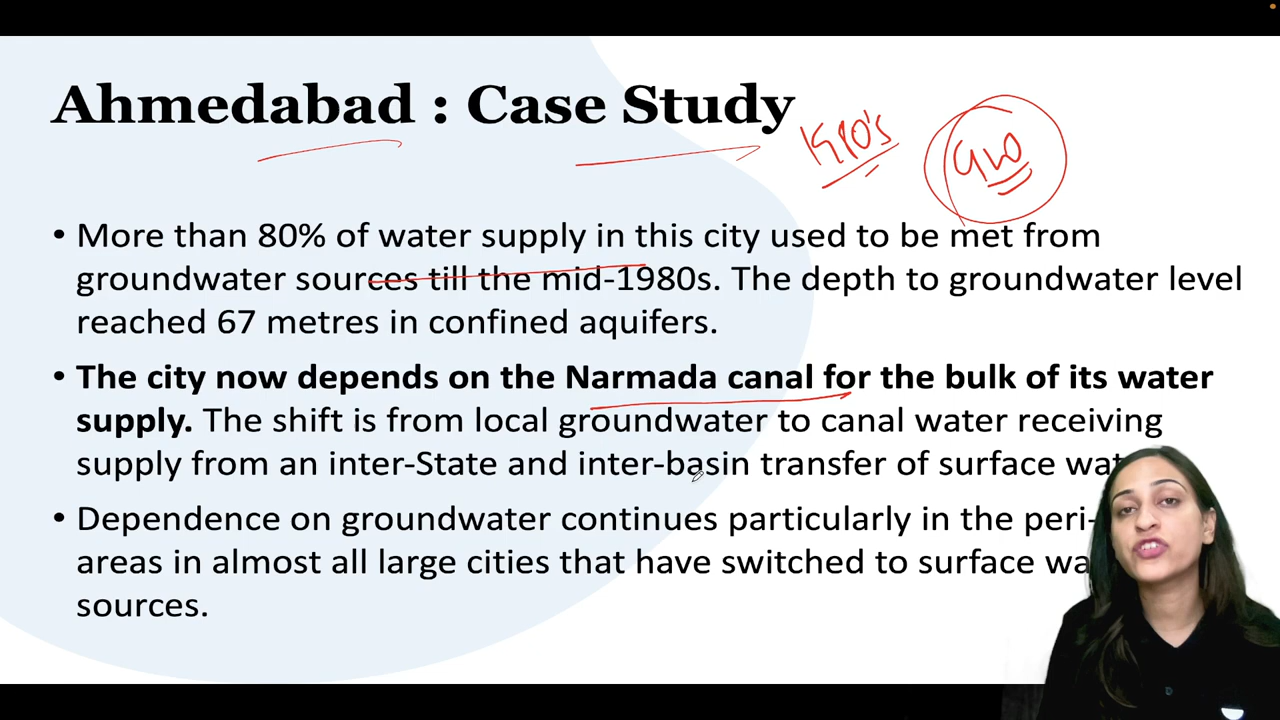 Ahmedabad : Case Study
1980's
GW
• More than 80% of water supply in this city used to be met from
groundwater sources till the mid-1980s. The depth to groundwater level
reached 67 metres in confined aquifers.
• The city now depends on the Narmada canal for the bulk of its water
supply. The shift is from local groundwater to canal water receiving
supply from an inter-State and inter-basin transfer of surface
• Dependence on groundwater continues particularly in the peri-
areas in almost all large cities that have switched to surface
sources.